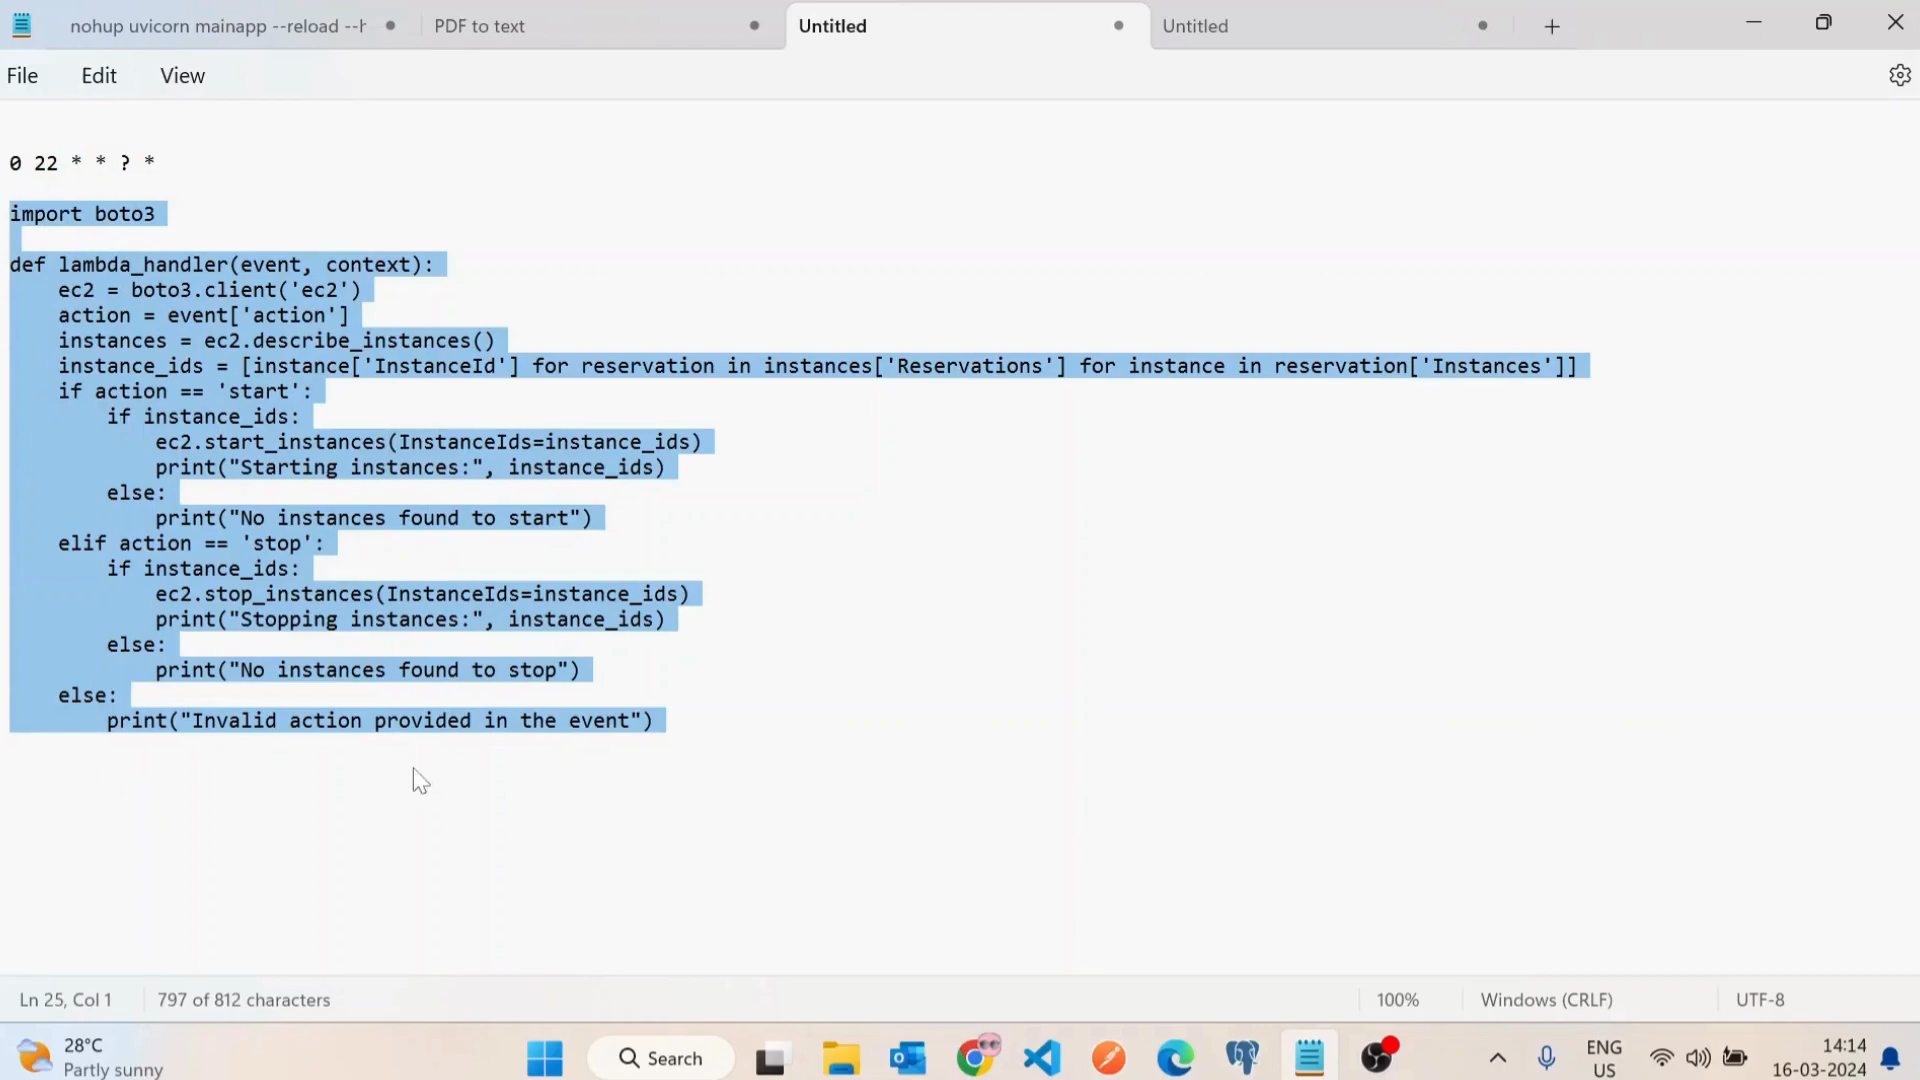 nohup uvicorn mainapp --reload --h
PDF to text
Untitled
Untitled
File
Edit
View
0 22 * * ? *
import boto3
def lambda_handler(event, context):
    ec2 = boto3.client('ec2')
    action = event['action']
    instances = ec2.describe_instances()
    instance_ids = [instance['InstanceId'] for reservation in instances['Reservations'] for instance in reservation['Instances']]
    if action == 'start':
        if instance_ids:
            ec2.start_instances(InstanceIds=instance_ids)
            print("Starting instances:", instance_ids)
        else:
            print("No instances found to start")
    elif action == 'stop':
        if instance_ids:
            ec2.stop_instances(InstanceIds=instance_ids)
            print("Stopping instances:", instance_ids)
        else:
            print("No instances found to stop")
    else:
        print("Invalid action provided in the event")
Ln 25, Col 1
797 of 812 characters
100%
Windows (CRLF)
UTF-8
28°C
Partly sunny
Search
ENG
US
14:14
16-03-2024